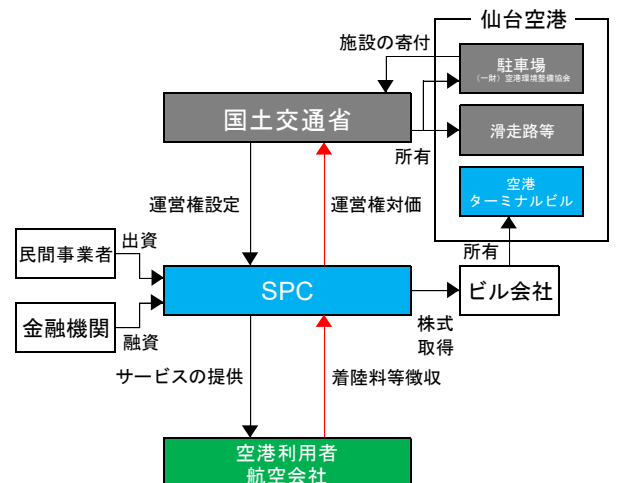 仙台空港
施設の寄付
駐車場
(一財)空港環境整備協会
国土交通省
滑走路等
所有
空港
ターミナルビル
運営権設定
運営権対価
所有
民間事業者
出資
SPC
ビル会社
金融機関
融資
株式
取得
サービスの提供
着陸料等徴収
空港利用者
航空会社